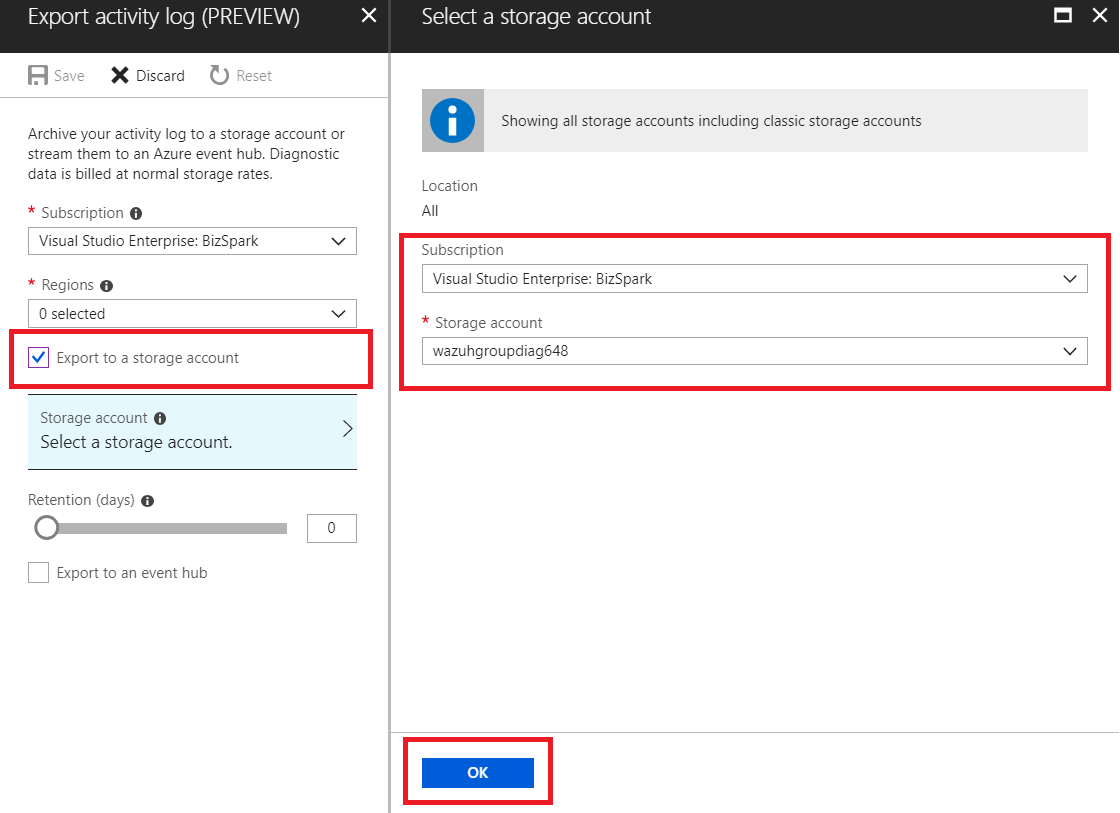 Export activity log (PREVIEW)
Save
Discard
Reset
Archive your activity log to a storage account or
stream them to an Azure event hub. Diagnostic
data is billed at normal storage rates.
* Subscription
Visual Studio Enterprise: BizSpark
* Regions
0 selected
Export to a storage account
Storage account
Select a storage account.
Retention (days)
0
Export to an event hub
Select a storage account
Showing all storage accounts including classic storage accounts
Location
All
Subscription
Visual Studio Enterprise: BizSpark
* Storage account
wazuhgroupdiag648
OK